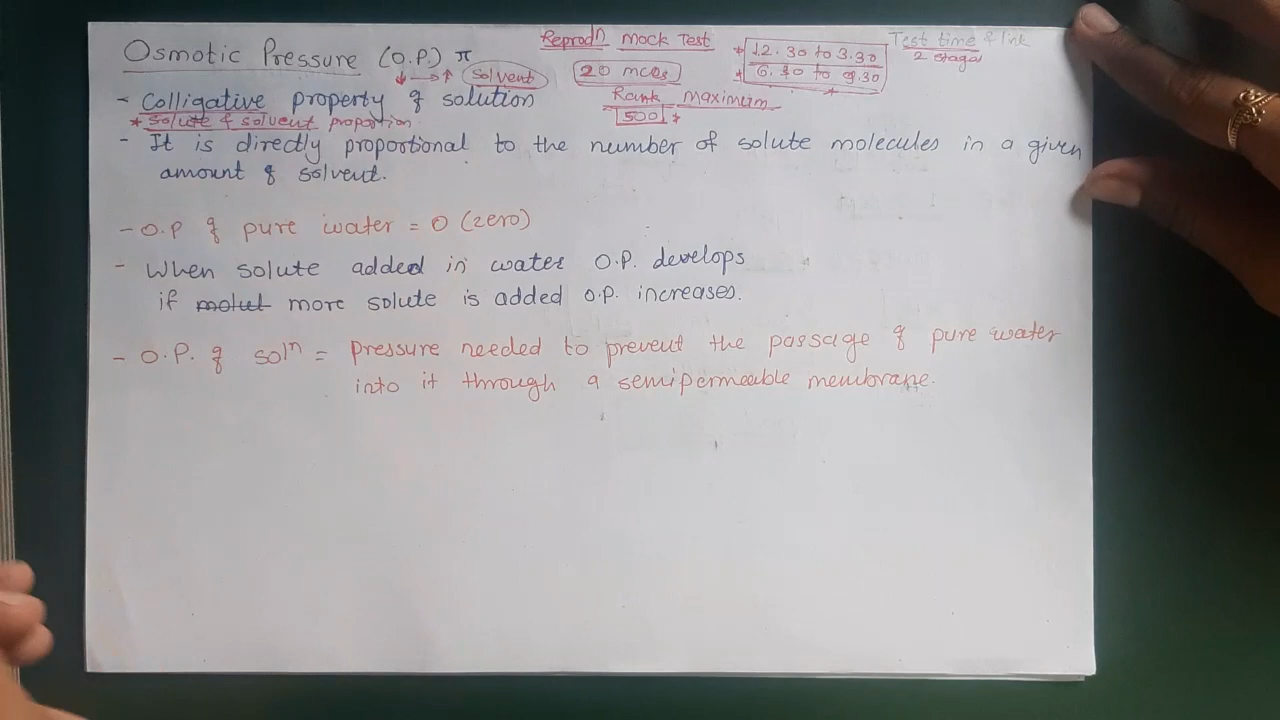 Osmotic Pressure (O.P.) π
↓ → ↑ solvent
Reprodⁿ Mock Test
20 mcqs
Rank maximum
500 *
* 12.30 to 3.30
* 6.30 to 9.30
Test time & link
2 stage
- Colligative property of solution
* solute & solvent proportion
- It is directly proportional to the number of solute molecules in a given
amount of solvent.
- O.P of pure water = 0 (zero)
- When solute added in water O.P. develops
if more solute is added O.P. increases.
- O.P. of solⁿ = Pressure needed to prevent the passage of pure water
into it through a semipermeable membrane.